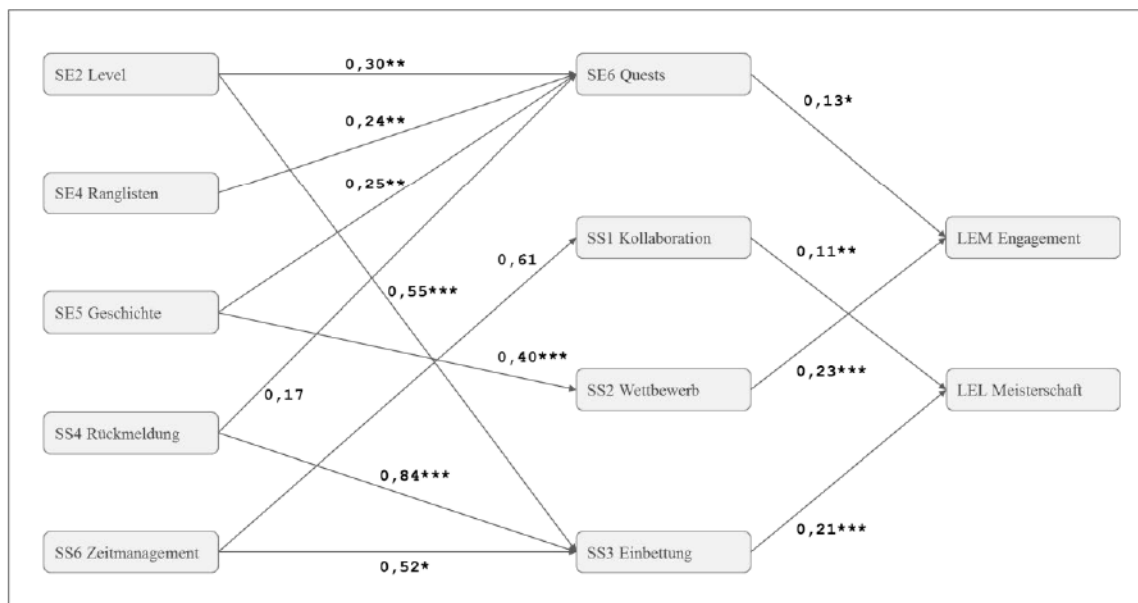 SE2 Level
0,30**
SE6 Quests
0,13*
0,24**
SE4 Ranglisten
0,25**
SS1 Kollaboration
LEM Engagement
0,61
0,11**
0,55***
SE5 Geschichte
0,40***
0,23***
SS2 Wettbewerb
LEL Meisterschaft
0,17
SS4 Rückmeldung
0,84***
0,21***
SS6 Zeitmanagement
SS3 Einbettung
0,52*